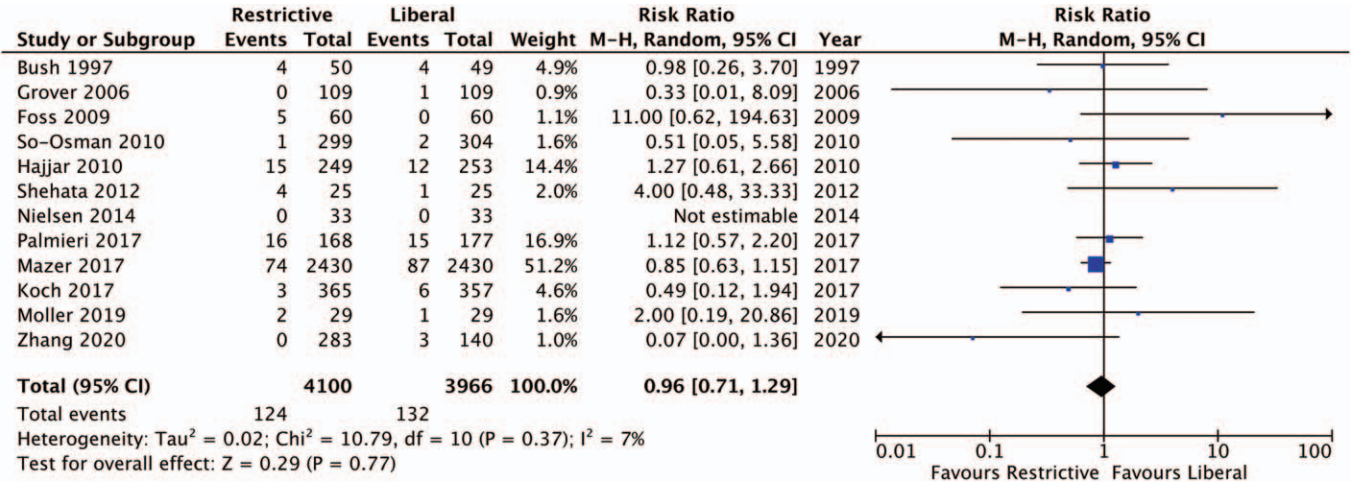 Restrictive Liberal Risk Ratio Risk Ratio
Study or Subgroup Events Total Events Total Weight M-H, Random, 95% CI Year M-H, Random, 95% CI
Bush 1997 4 50 4 49 4.9% 0.98 [0.26, 3.70] 1997
Grover 2006 0 109 1 109 0.9% 0.33 [0.01, 8.09] 2006
Foss 2009 5 60 0 60 1.1% 11.00 [0.62, 194.63] 2009
So-Osman 2010 1 299 2 304 1.6% 0.51 [0.05, 5.58] 2010
Hajjar 2010 15 249 12 253 14.4% 1.27 [0.61, 2.66] 2010
Shehata 2012 4 25 1 25 2.0% 4.00 [0.48, 33.33] 2012
Nielsen 2014 0 33 0 33 Not estimable 2014
Palmieri 2017 16 168 15 177 16.9% 1.12 [0.57, 2.20] 2017
Mazer 2017 74 2430 87 2430 51.2% 0.85 [0.63, 1.15] 2017
Koch 2017 3 365 6 357 4.6% 0.49 [0.12, 1.94] 2017
Moller 2019 2 29 1 29 1.6% 2.00 [0.19, 20.86] 2019
Zhang 2020 0 283 3 140 1.0% 0.07 [0.00, 1.36] 2020
Total (95% CI) 4100 3966 100.0% 0.96 [0.71, 1.29]
Total events 124 132
Heterogeneity: Tau² = 0.02; Chi² = 10.79, df = 10 (P = 0.37); I² = 7%
Test for overall effect: Z = 0.29 (P = 0.77)
0.01 0.1 1 10 100
Favours Restrictive Favours Liberal